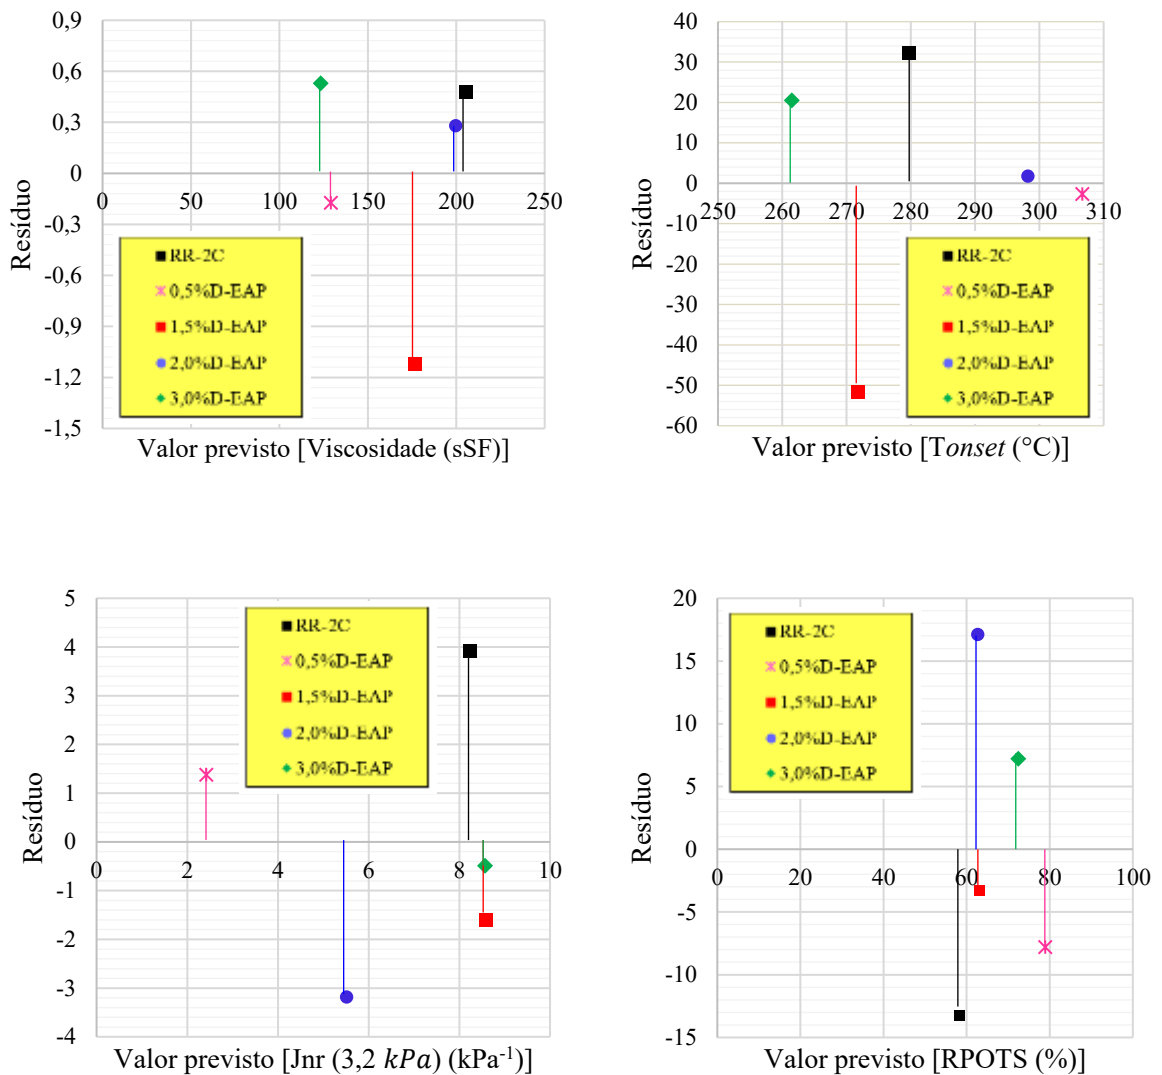 0,9
0,6
0,3
0
-0,3
-0,6
-0,9
-1,2
-1,5
0 50 100 150 200 250
Resíduo
RR-2C
0,5%D-EAP
1,5%D-EAP
2,0%D-EAP
3,0%D-EAP
Valor previsto [Viscosidade (sSF)]
40
30
20
10
0
-10
-20
-30
-40
-50
-60
250 260 270 280 290 300 310
Resíduo
RR-2C
0,5%D-EAP
1,5%D-EAP
2,0%D-EAP
3,0%D-EAP
Valor previsto [Tonset (°C)]
5
4
3
2
1
0
-1
-2
-3
-4
0 2 4 6 8 10
Resíduo
RR-2C
0,5%D-EAP
1,5%D-EAP
2,0%D-EAP
3,0%D-EAP
Valor previsto [Jnr (3,2 kPa) (kPa⁻¹)]
20
15
10
5
0
-5
-10
-15
0 20 40 60 80 100
Resíduo
RR-2C
0,5%D-EAP
1,5%D-EAP
2,0%D-EAP
3,0%D-EAP
Valor previsto [RPOTS (%)]